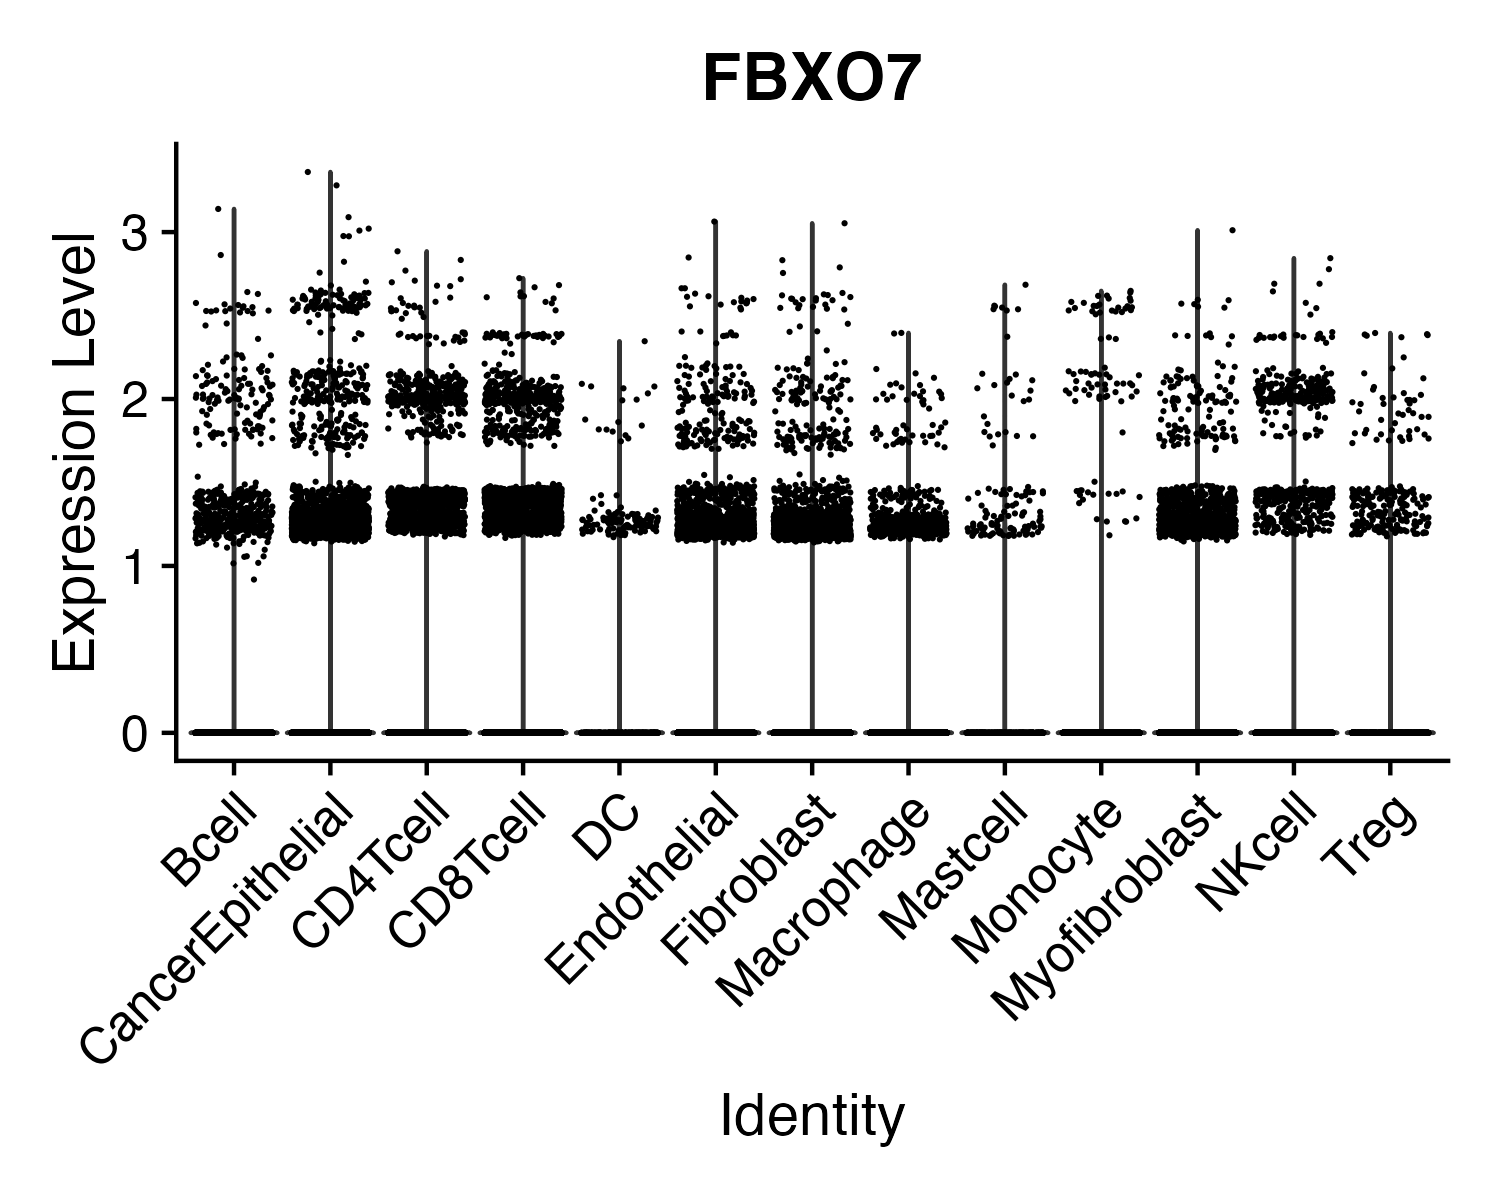 FBXO7
Expression Level
3
2
1
0
Bcell
CancerEpithelial
CD4Tcell
CD8Tcell
DC
Endothelial
Fibroblast
Macrophage
Mastcell
Monocyte
Myofibroblast
NKcell
Treg
Identity